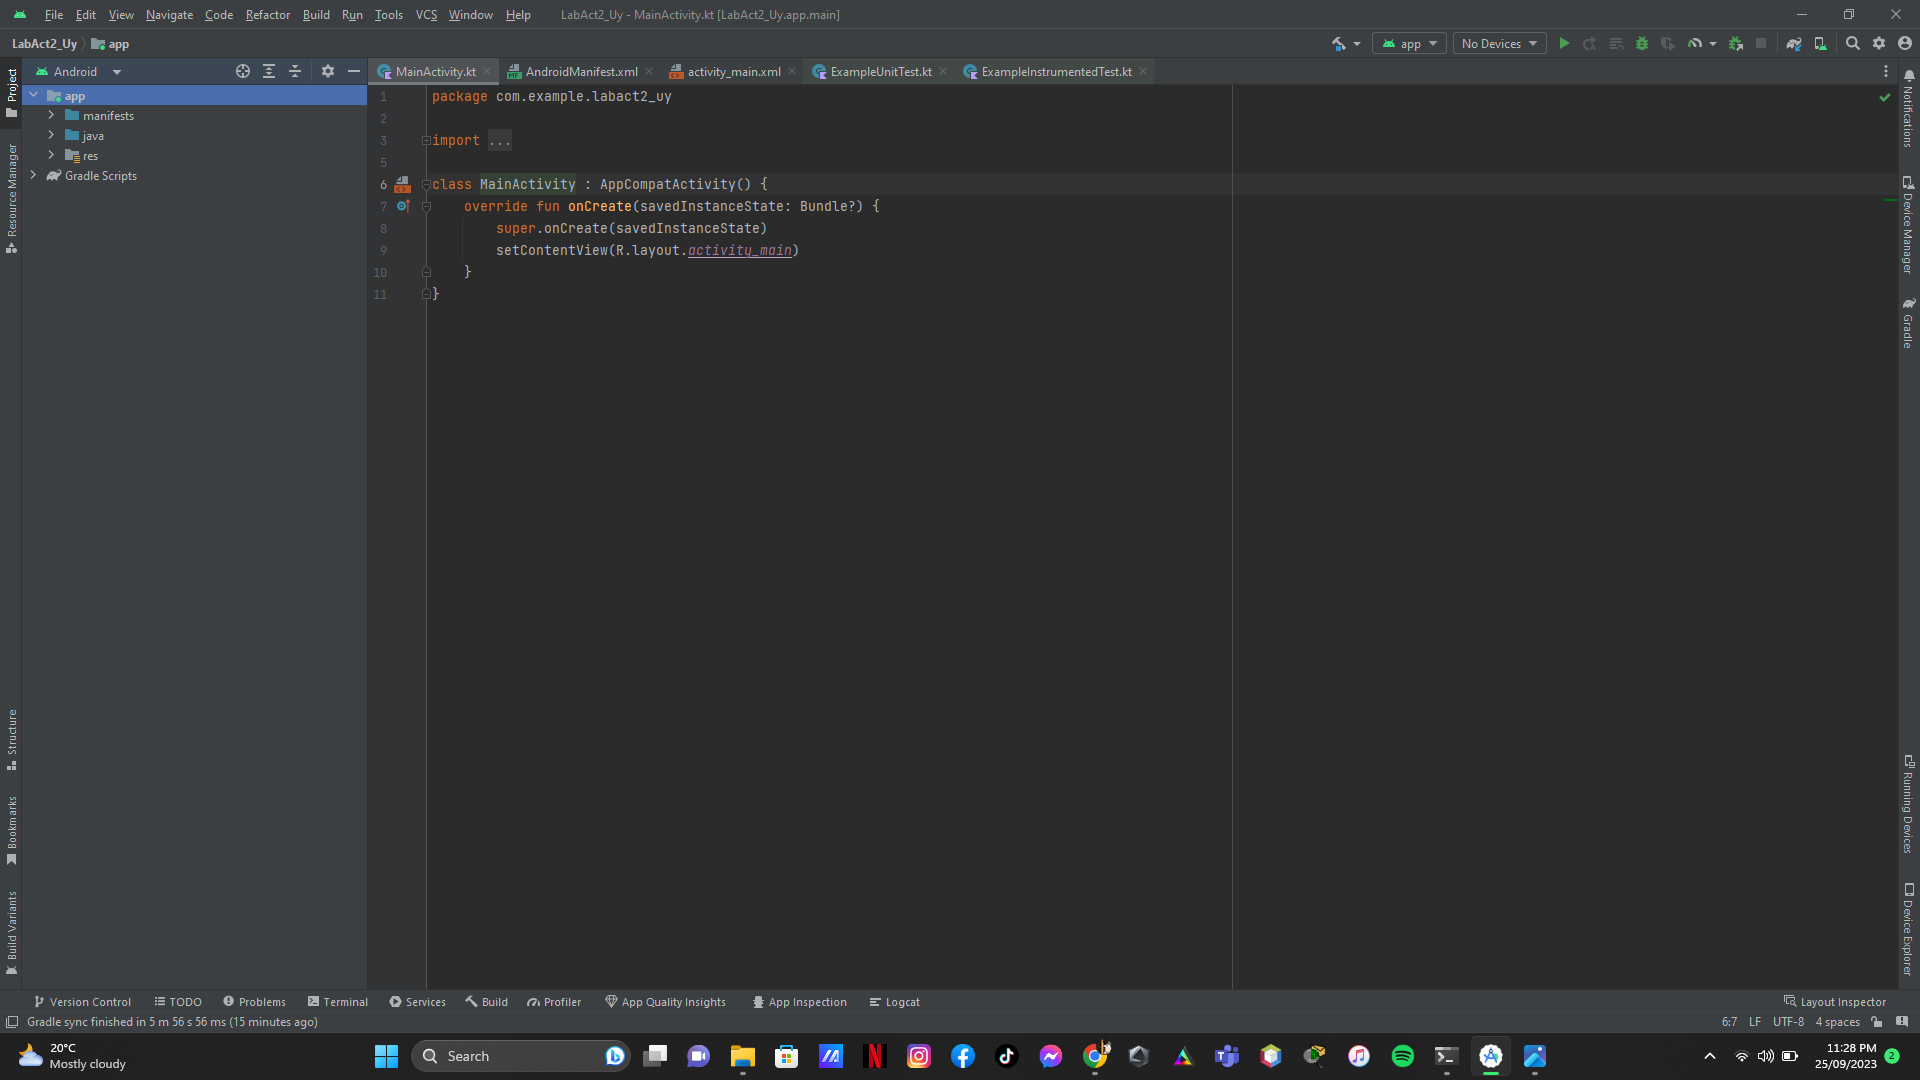 File Edit View Navigate Code Refactor Build Run Tools VCS Window Help LabAct2_Uy - MainActivity.kt [LabAct2_Uy.app.main]
LabAct2_Uy app app No Devices
Project Android MainActivity.kt AndroidManifest.xml activity_main.xml ExampleUnitTest.kt ExampleInstrumentedTest.kt Notifications
app
manifests
java
res
Gradle Scripts
Resource Manager
1 package com.example.labact2_uy
2
3 import ...
5
6 class MainActivity : AppCompatActivity() {
7 override fun onCreate(savedInstanceState: Bundle?) {
8 super.onCreate(savedInstanceState)
9 setContentView(R.layout.activity_main)
10 }
11 }
Device Manager
Gradle
Structure
Bookmarks
Build Variants
Running Devices
Device Explorer
Version Control TODO Problems Terminal Services Build Profiler App Quality Insights App Inspection Logcat Layout Inspector
Gradle sync finished in 5 m 56 s 56 ms (15 minutes ago) 6:7 LF UTF-8 4 spaces
20°C
Mostly cloudy
Search
11:28 PM
25/09/2023
2